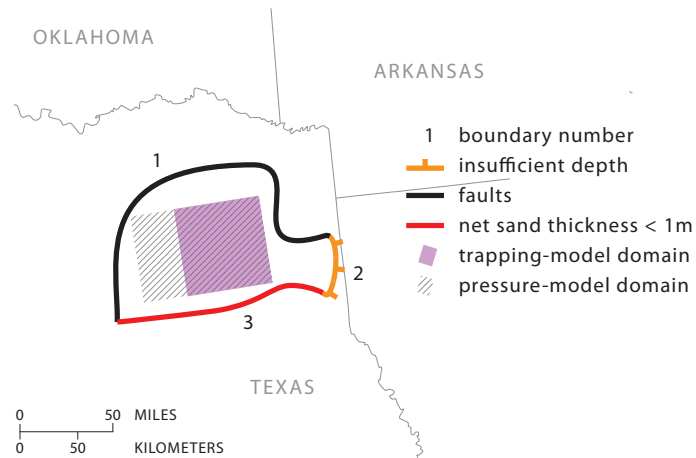 OKLAHOMA
ARKANSAS
1 boundary number
insufficient depth
faults
net sand thickness < 1m
trapping-model domain
pressure-model domain
1
2
3
TEXAS
0 50 MILES
0 50 KILOMETERS